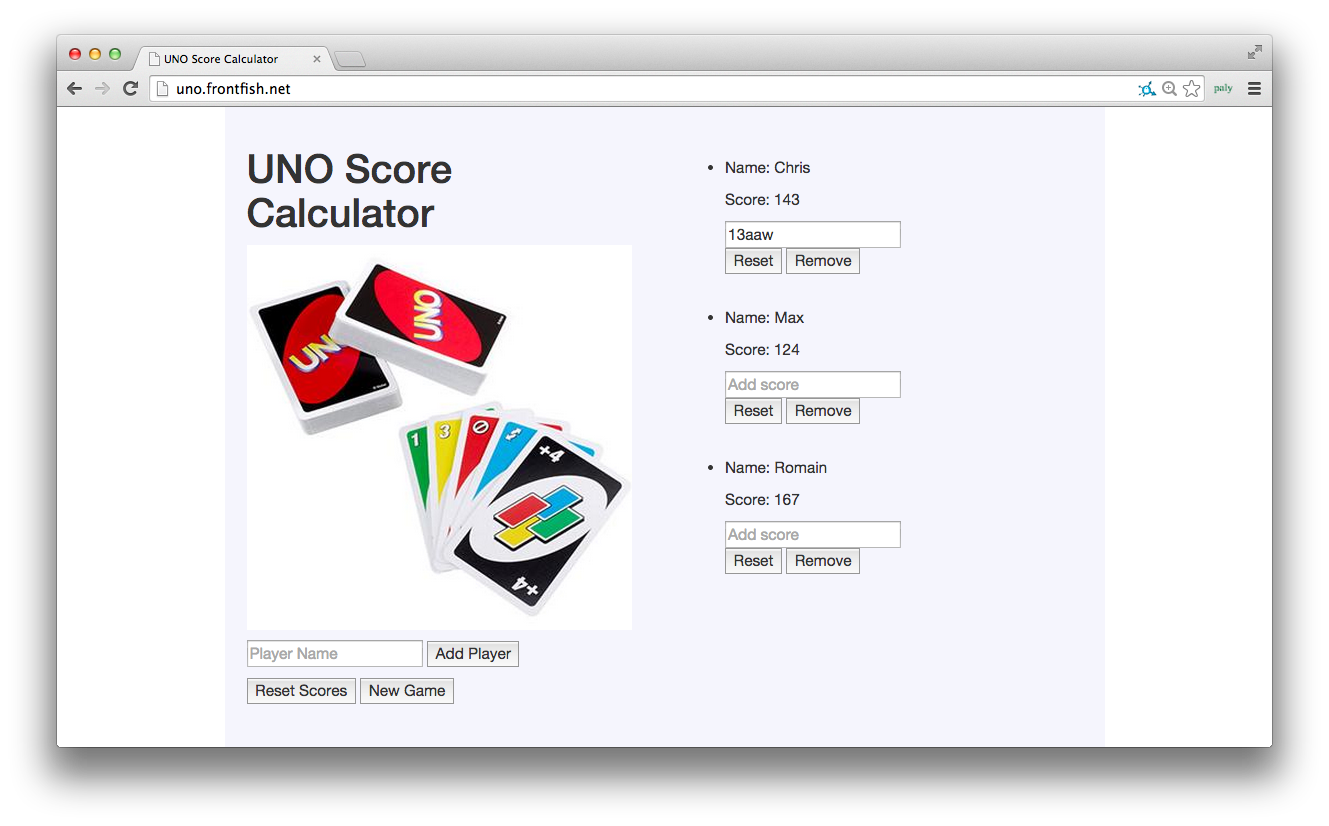 UNO Score Calculator
uno.frontfish.net
paly
UNO Score
Calculator
UNO
UNO
1
3
+4
+4
Player Name
Add Player
Reset Scores
New Game
Name: Chris
Score: 143
13aaw
Reset
Remove
Name: Max
Score: 124
Add score
Reset
Remove
Name: Romain
Score: 167
Add score
Reset
Remove